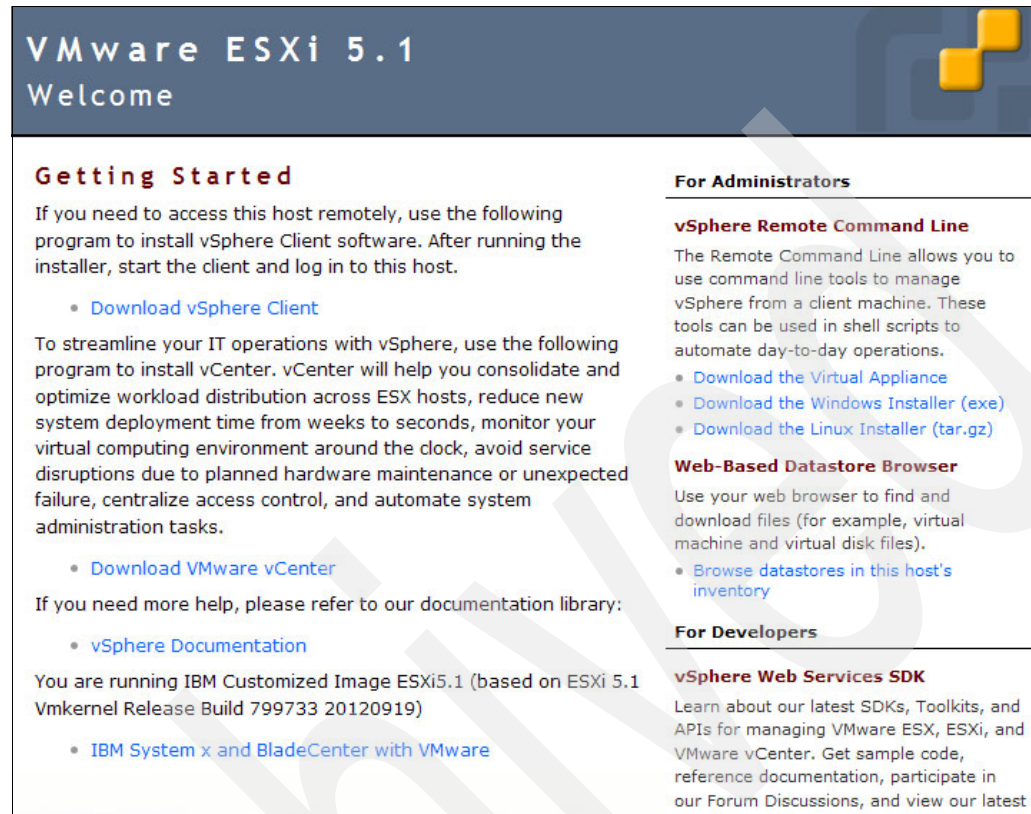 VMware ESXi 5.1
Welcome
Getting Started
If you need to access this host remotely, use the following
program to install vSphere Client software. After running the
installer, start the client and log in to this host.
Download vSphere Client
To streamline your IT operations with vSphere, use the following
program to install vCenter. vCenter will help you consolidate and
optimize workload distribution across ESX hosts, reduce new
system deployment time from weeks to seconds, monitor your
virtual computing environment around the clock, avoid service
disruptions due to planned hardware maintenance or unexpected
failure, centralize access control, and automate system
administration tasks.
Download VMware vCenter
If you need more help, please refer to our documentation library:
vSphere Documentation
You are running IBM Customized Image ESXi5.1 (based on ESXi 5.1
Vmkernel Release Build 799733 20120919)
IBM System x and BladeCenter with VMware
For Administrators
vSphere Remote Command Line
The Remote Command Line allows you to
use command line tools to manage
vSphere from a client machine. These
tools can be used in shell scripts to
automate day-to-day operations.
Download the Virtual Appliance
Download the Windows Installer (exe)
Download the Linux Installer (tar.gz)
Web-Based Datastore Browser
Use your web browser to find and
download files (for example, virtual
machine and virtual disk files).
Browse datastores in this host's
inventory
For Developers
vSphere Web Services SDK
Learn about our latest SDKs, Toolkits, and
APIs for managing VMware ESX, ESXi, and
VMware vCenter. Get sample code,
reference documentation, participate in
our Forum Discussions, and view our latest